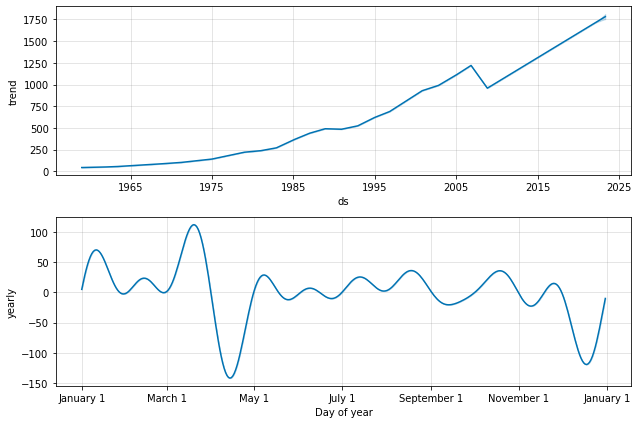 1750
1500
1250
1000
750
500
250
0
trend
1965
1975
1985
1995
2005
2015
2025
ds
100
50
0
−50
−100
−150
yearly
January 1
March 1
May 1
July 1
September 1
November 1
January 1
Day of year